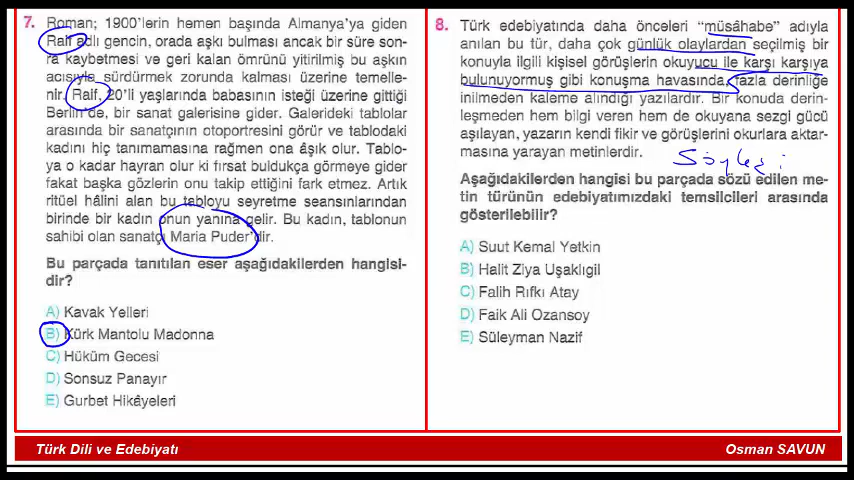 7. Roman; 1900'lerin hemen başında Almanya'ya giden
Raif adlı gencin, orada aşkı bulması ancak bir süre son-
ra kaybetmesi ve geri kalan ömrünü yitirilmiş bu aşkın
acısıyla sürdürmek zorunda kalması üzerine temelle-
nir. Raif, 20'li yaşlarında babasının isteği üzerine gittiği
Berlin'de, bir sanat galerisine gider. Galerideki tablolar
arasında bir sanatçının otoportresini görür ve tablodaki
kadını hiç tanımamasına rağmen ona âşık olur. Tablo-
ya o kadar hayran olur ki fırsat buldukça görmeye gider
fakat başka gözlerin onu takip ettiğini fark etmez. Artık
ritüel hâlini alan bu tabloyu seyretme seanslarından
birinde bir kadın onun yanına gelir. Bu kadın, tablonun
sahibi olan sanatçı Maria Puder'dir.
Bu parçada tanıtılan eser aşağıdakilerden hangisi-
dir?
A) Kavak Yelleri
B) Kürk Mantolu Madonna
C) Hüküm Gecesi
D) Sonsuz Panayır
E) Gurbet Hikâyeleri
8. Türk edebiyatında daha önceleri "müsâhabe" adıyla
anılan bu tür, daha çok günlük olaylardan seçilmiş bir
konuyla ilgili kişisel görüşlerin okuyucu ile karşı karşıya
bulunuyormuş gibi konuşma havasında, fazla derinliğe
inilmeden kaleme alındığı yazılardır. Bir konuda derin-
leşmeden hem bilgi veren hem de okuyana sezgi gücü
aşılayan, yazarın kendi fikir ve görüşlerini okurlara aktar-
masına yarayan metinlerdir.
Söyleşi
Aşağıdakilerden hangisi bu parçada sözü edilen me-
tin türünün edebiyatımızdaki temsilcileri arasında
gösterilebilir?
A) Suut Kemal Yetkin
B) Halit Ziya Uşaklıgil
C) Falih Rıfkı Atay
D) Faik Ali Ozansoy
E) Süleyman Nazif
Türk Dili ve Edebiyatı
Osman SAVUN